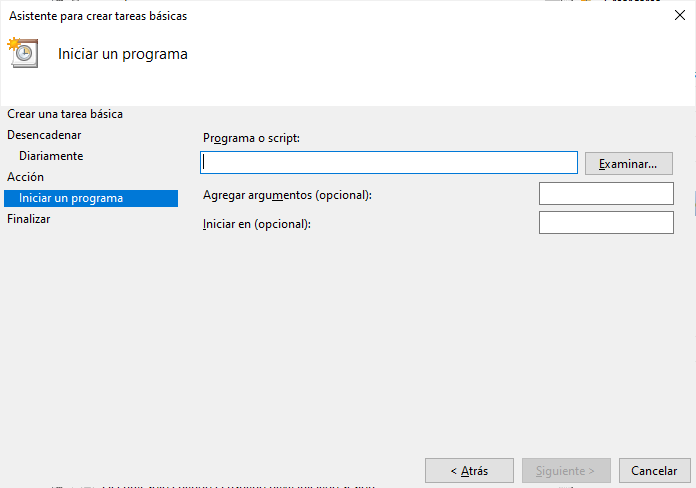 Asistente para crear tareas básicas
Iniciar un programa
Crear una tarea básica
Desencadenar
Diariamente
Acción
Iniciar un programa
Finalizar
Programa o script:
Examinar...
Agregar argumentos (opcional):
Iniciar en (opcional):
< Atrás
Siguiente >
Cancelar